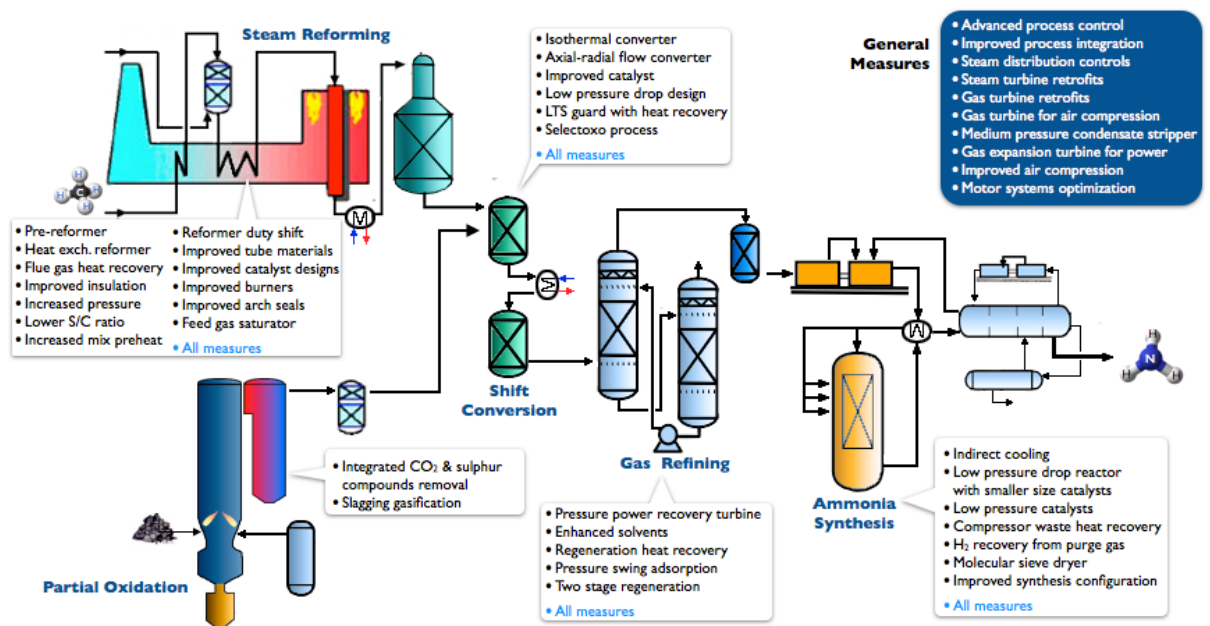 Steam Reforming
• Isothermal converter
• Axial-radial flow converter
• Improved catalyst
• Low pressure drop design
• LTS guard with heat recovery
• Selectoxo process
• All measures
General
Measures
• Advanced process control
• Improved process integration
• Steam distribution controls
• Steam turbine retrofits
• Gas turbine retrofits
• Gas turbine for air compression
• Medium pressure condensate stripper
• Gas expansion turbine for power
• Improved air compression
• Motor systems optimization
H
H
C
H
H
• Pre-reformer
• Heat exch. reformer
• Flue gas heat recovery
• Improved insulation
• Increased pressure
• Lower S/C ratio
• Increased mix preheat
• Reformer duty shift
• Improved tube materials
• Improved catalyst designs
• Improved burners
• Improved arch seals
• Feed gas saturator
• All measures
Shift
Conversion
N
H
H
H
• Integrated CO₂ & sulphur
compounds removal
• Slagging gasification
Partial Oxidation
Gas Refining
• Pressure power recovery turbine
• Enhanced solvents
• Regeneration heat recovery
• Pressure swing adsorption
• Two stage regeneration
• All measures
Ammonia
Synthesis
• Indirect cooling
• Low pressure drop reactor
with smaller size catalysts
• Low pressure catalysts
• Compressor waste heat recovery
• H₂ recovery from purge gas
• Molecular sieve dryer
• Improved synthesis configuration
• All measures